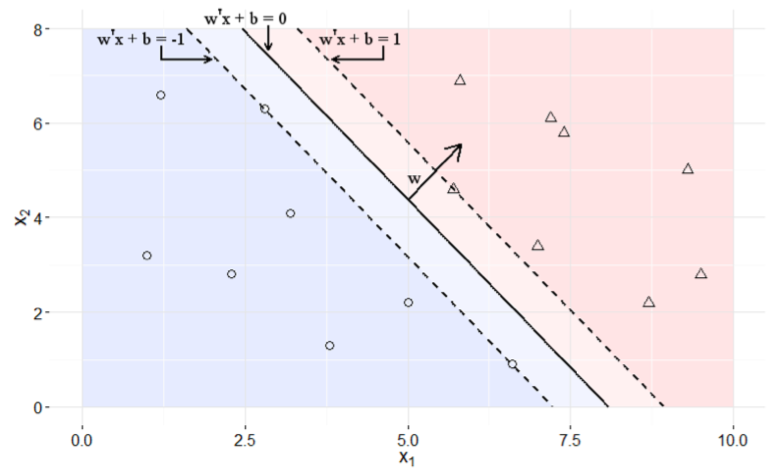 w'x + b = 0
w'x + b = -1
w'x + b = 1
w
8
6
4
2
0
x2
0.0 2.5 5.0 7.5 10.0
x1